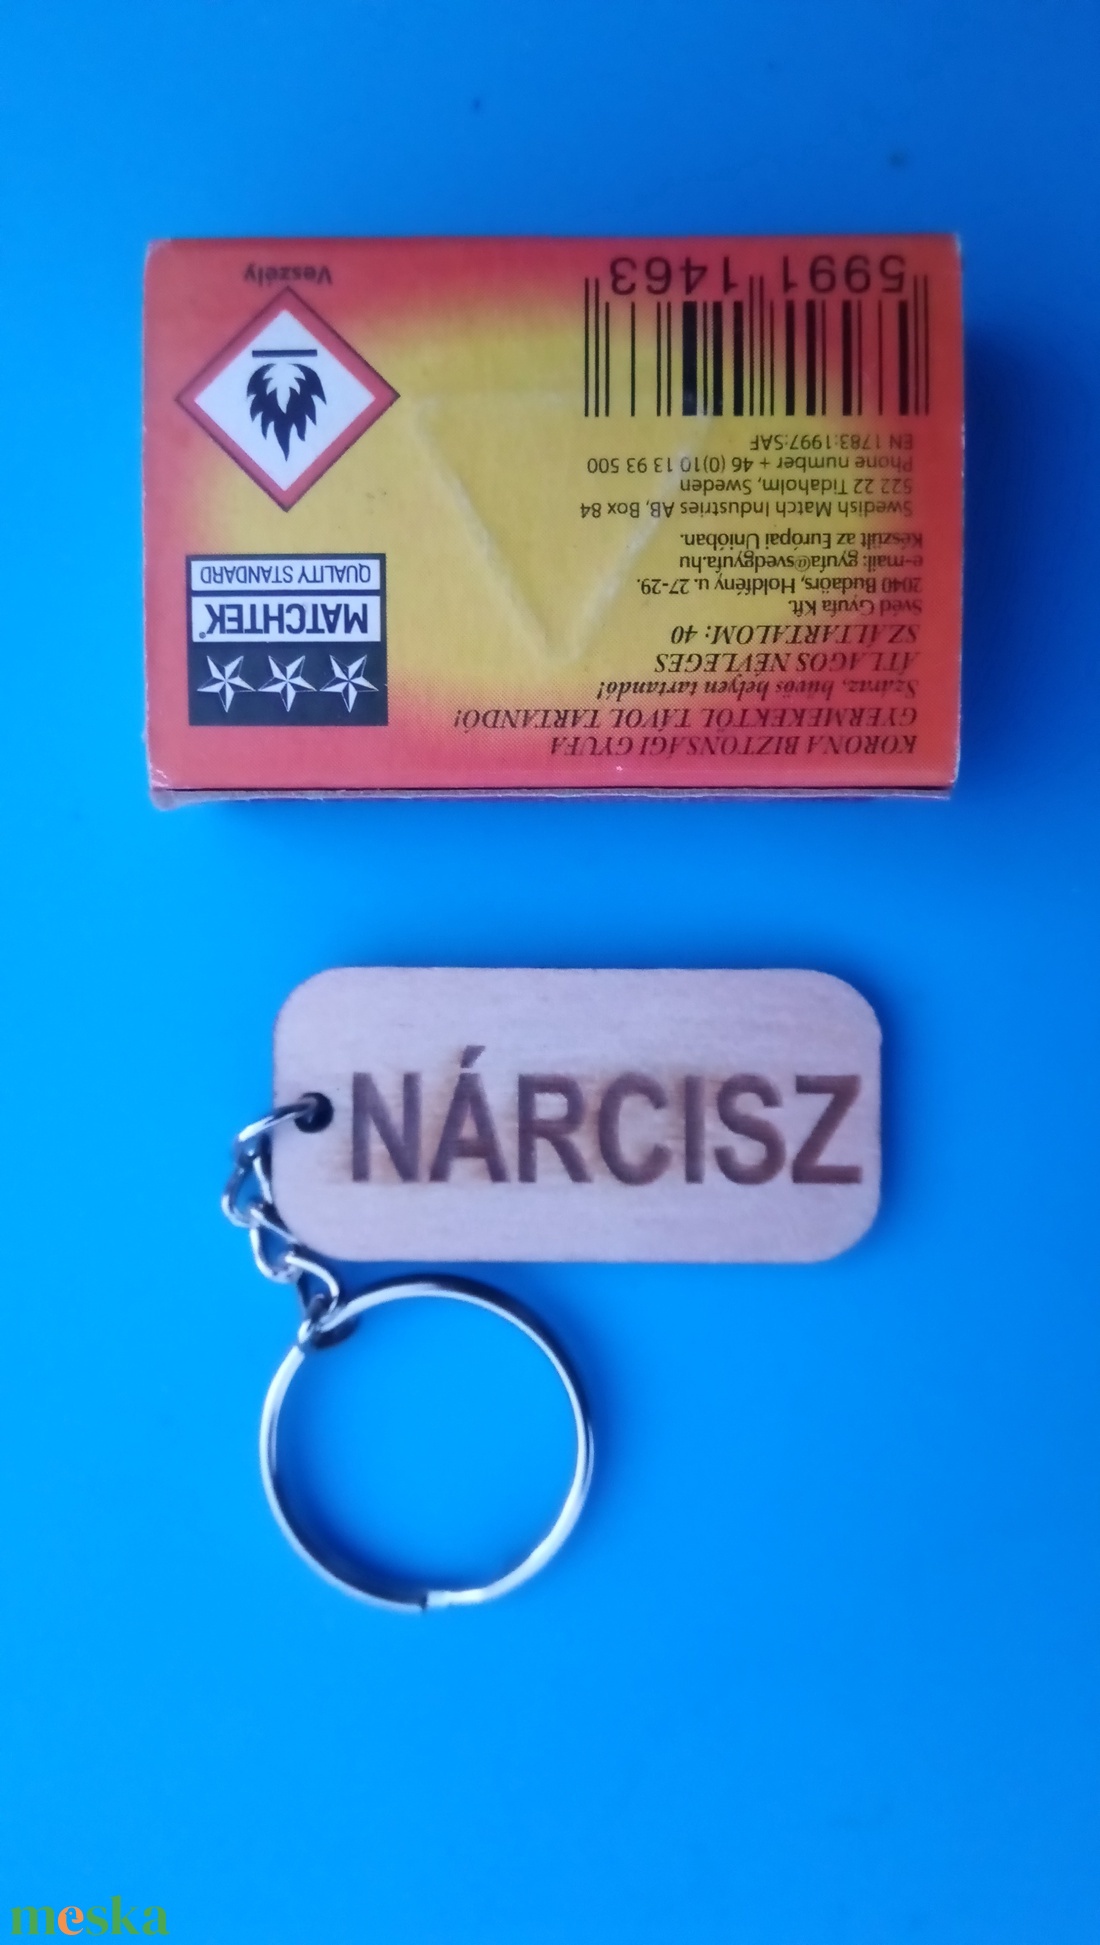 KORONA BIZTONSÁGI GYUFA
GYERMEKEKTŐL TÁVOL TARTANDÓ!
Száraz, hűvös helyen tartandó!
ÁTLAGOS NÉVLEGES
SZÁLTARTALOM: 40
Svéd Gyufa Kft.
2040 Budaörs, Holdfény u. 27-29.
e-mail: gyufa@svedgyufa.hu
Készült az Európai Unióban.
Swedish Match Industries AB, Box 84
522 22 Tidaholm, Sweden
Phone number + 46 (0)10 13 93 500
EN 1783:1997:SAF
5991 1463
MATCHTEK®
QUALITY STANDARD
Veszély
NÁRCISZ
meska